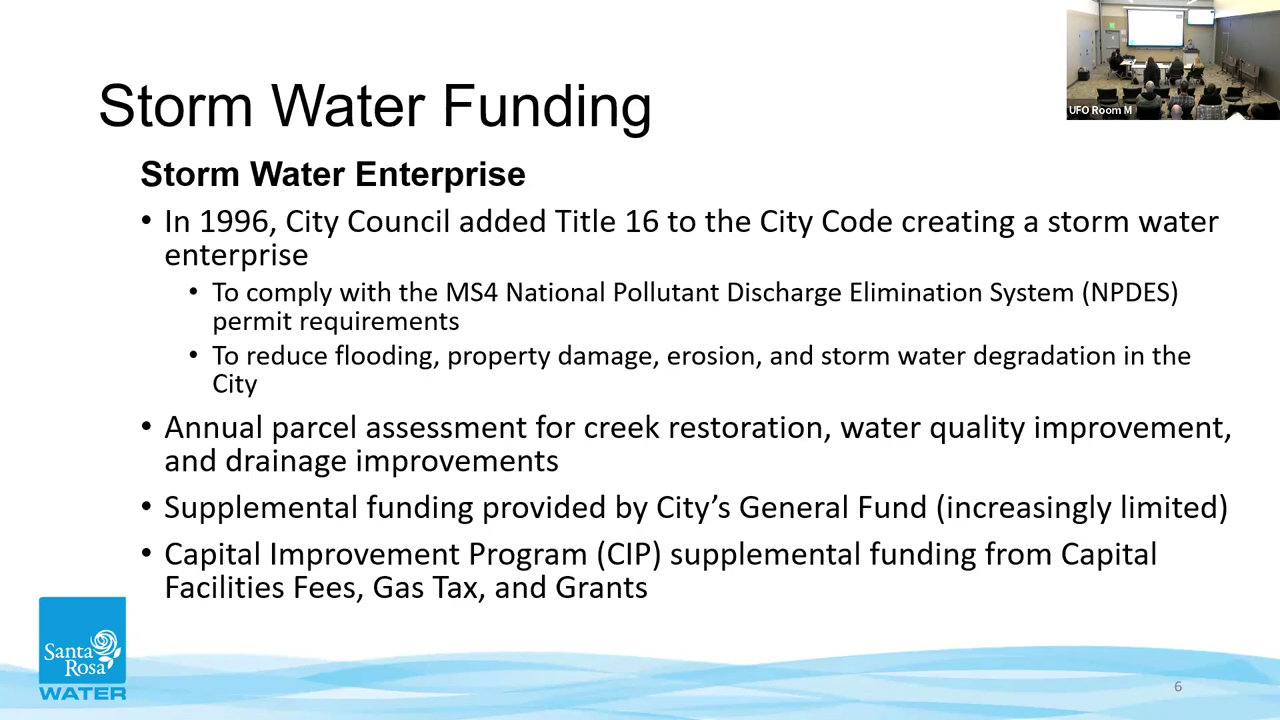 UFO Room M
Storm Water Funding
Storm Water Enterprise
• In 1996, City Council added Title 16 to the City Code creating a storm water
enterprise
• To comply with the MS4 National Pollutant Discharge Elimination System (NPDES)
permit requirements
• To reduce flooding, property damage, erosion, and storm water degradation in the
City
• Annual parcel assessment for creek restoration, water quality improvement,
and drainage improvements
• Supplemental funding provided by City’s General Fund (increasingly limited)
• Capital Improvement Program (CIP) supplemental funding from Capital
Facilities Fees, Gas Tax, and Grants
Santa
Rosa
WATER
6